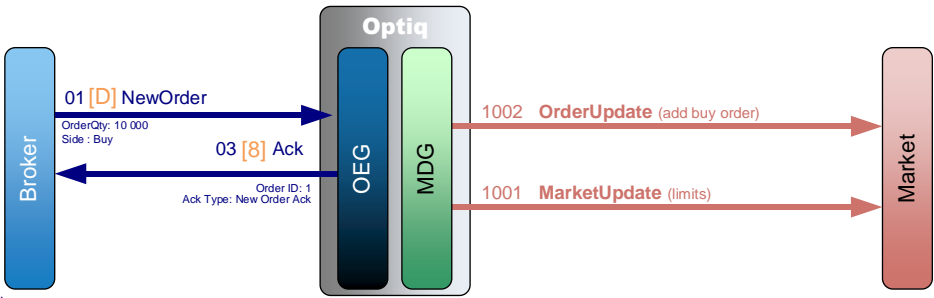 Optiq
Broker
01 [D] NewOrder
OrderQty: 10 000
Side : Buy
03 [8] Ack
Order ID: 1
Ack Type: New Order Ack
OEG
MDG
1002 OrderUpdate (add buy order)
1001 MarketUpdate (limits)
Market